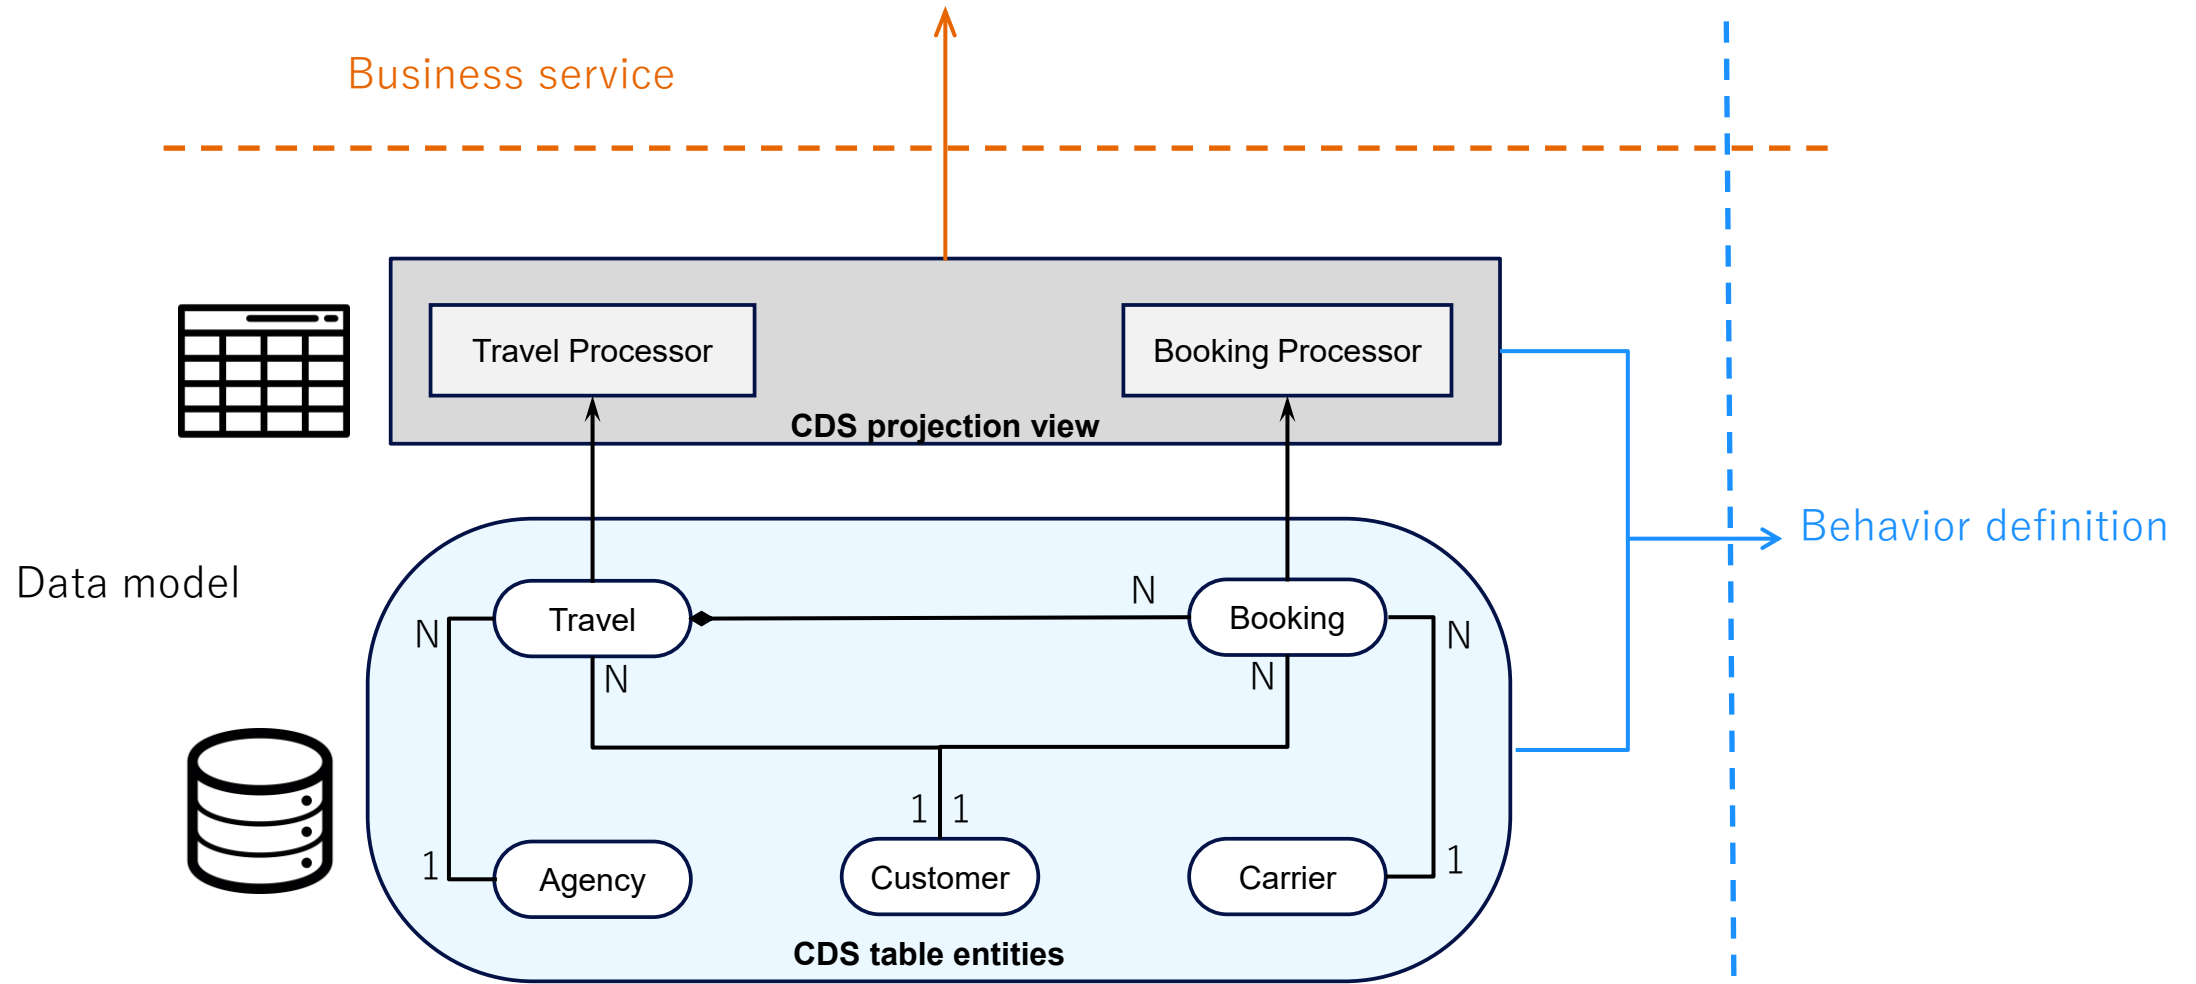 Business service
Travel Processor
Booking Processor
CDS projection view
Behavior definition
Data model
N
Travel
N
Booking
N
N
N
N
1
1
1
1
Agency
Customer
Carrier
CDS table entities